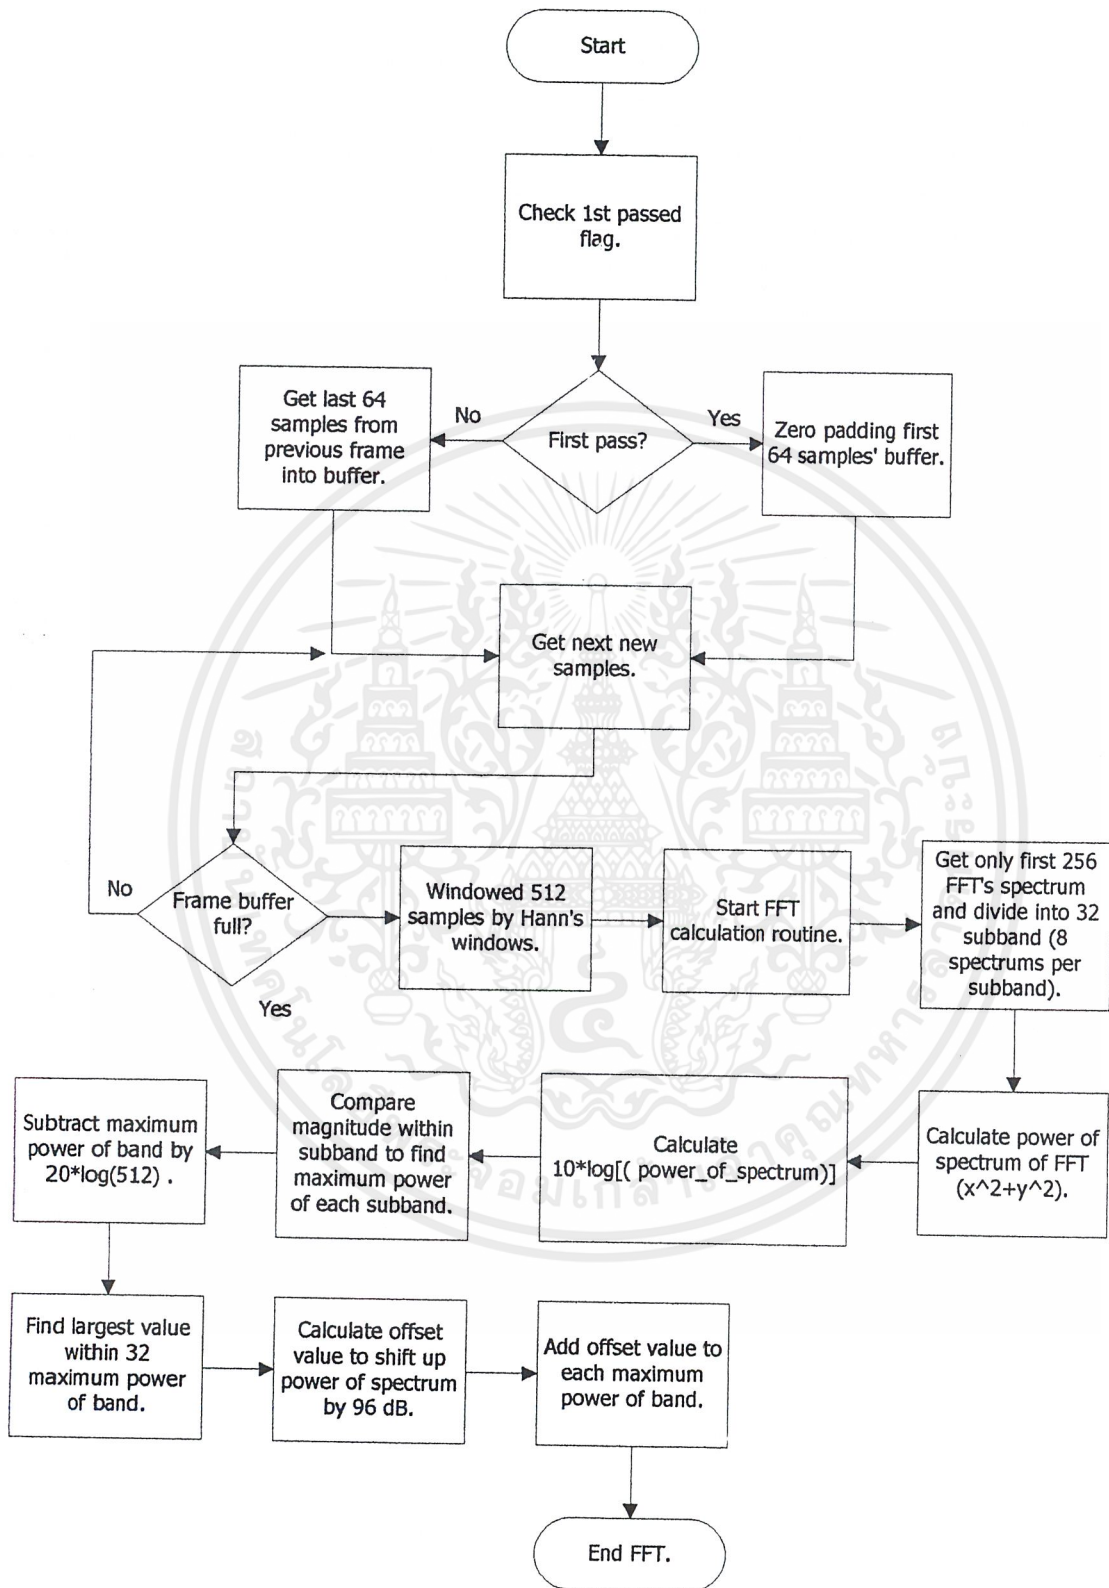 Start
Check 1st passed
flag.
First pass?
No
Yes
Get last 64
samples from
previous frame
into buffer.
Zero padding first
64 samples' buffer.
Get next new
samples.
Frame buffer
full?
No
Yes
Windowed 512
samples by Hann's
windows.
Start FFT
calculation routine.
Get only first 256
FFT's spectrum
and divide into 32
subband (8
spectrums per
subband).
Calculate power of
spectrum of FFT
(x^2+y^2).
Calculate
10*log[( power_of_spectrum)]
Compare
magnitude within
subband to find
maximum power
of each subband.
Subtract maximum
power of band by
20*log(512) .
Find largest value
within 32
maximum power
of band.
Calculate offset
value to shift up
power of spectrum
by 96 dB.
Add offset value to
each maximum
power of band.
End FFT.